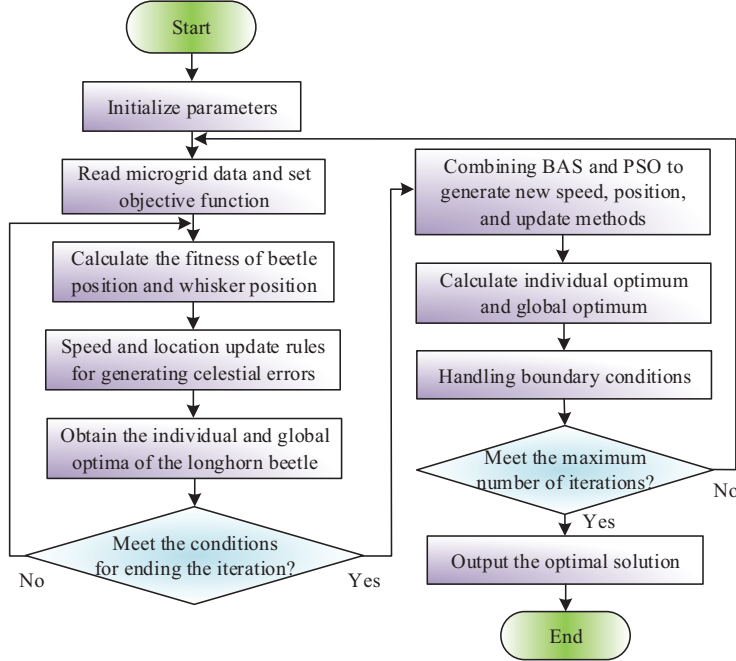 Start
Initialize parameters
Read microgrid data and set
objective function
Calculate the fitness of beetle
position and whisker position
Speed and location update rules
for generating celestial errors
Obtain the individual and global
optima of the longhorn beetle
Meet the conditions
for ending the iteration?
No
Yes
Combining BAS and PSO to
generate new speed, position,
and update methods
Calculate individual optimum
and global optimum
Handling boundary conditions
Meet the maximum
number of iterations?
No
Yes
Output the optimal solution
End